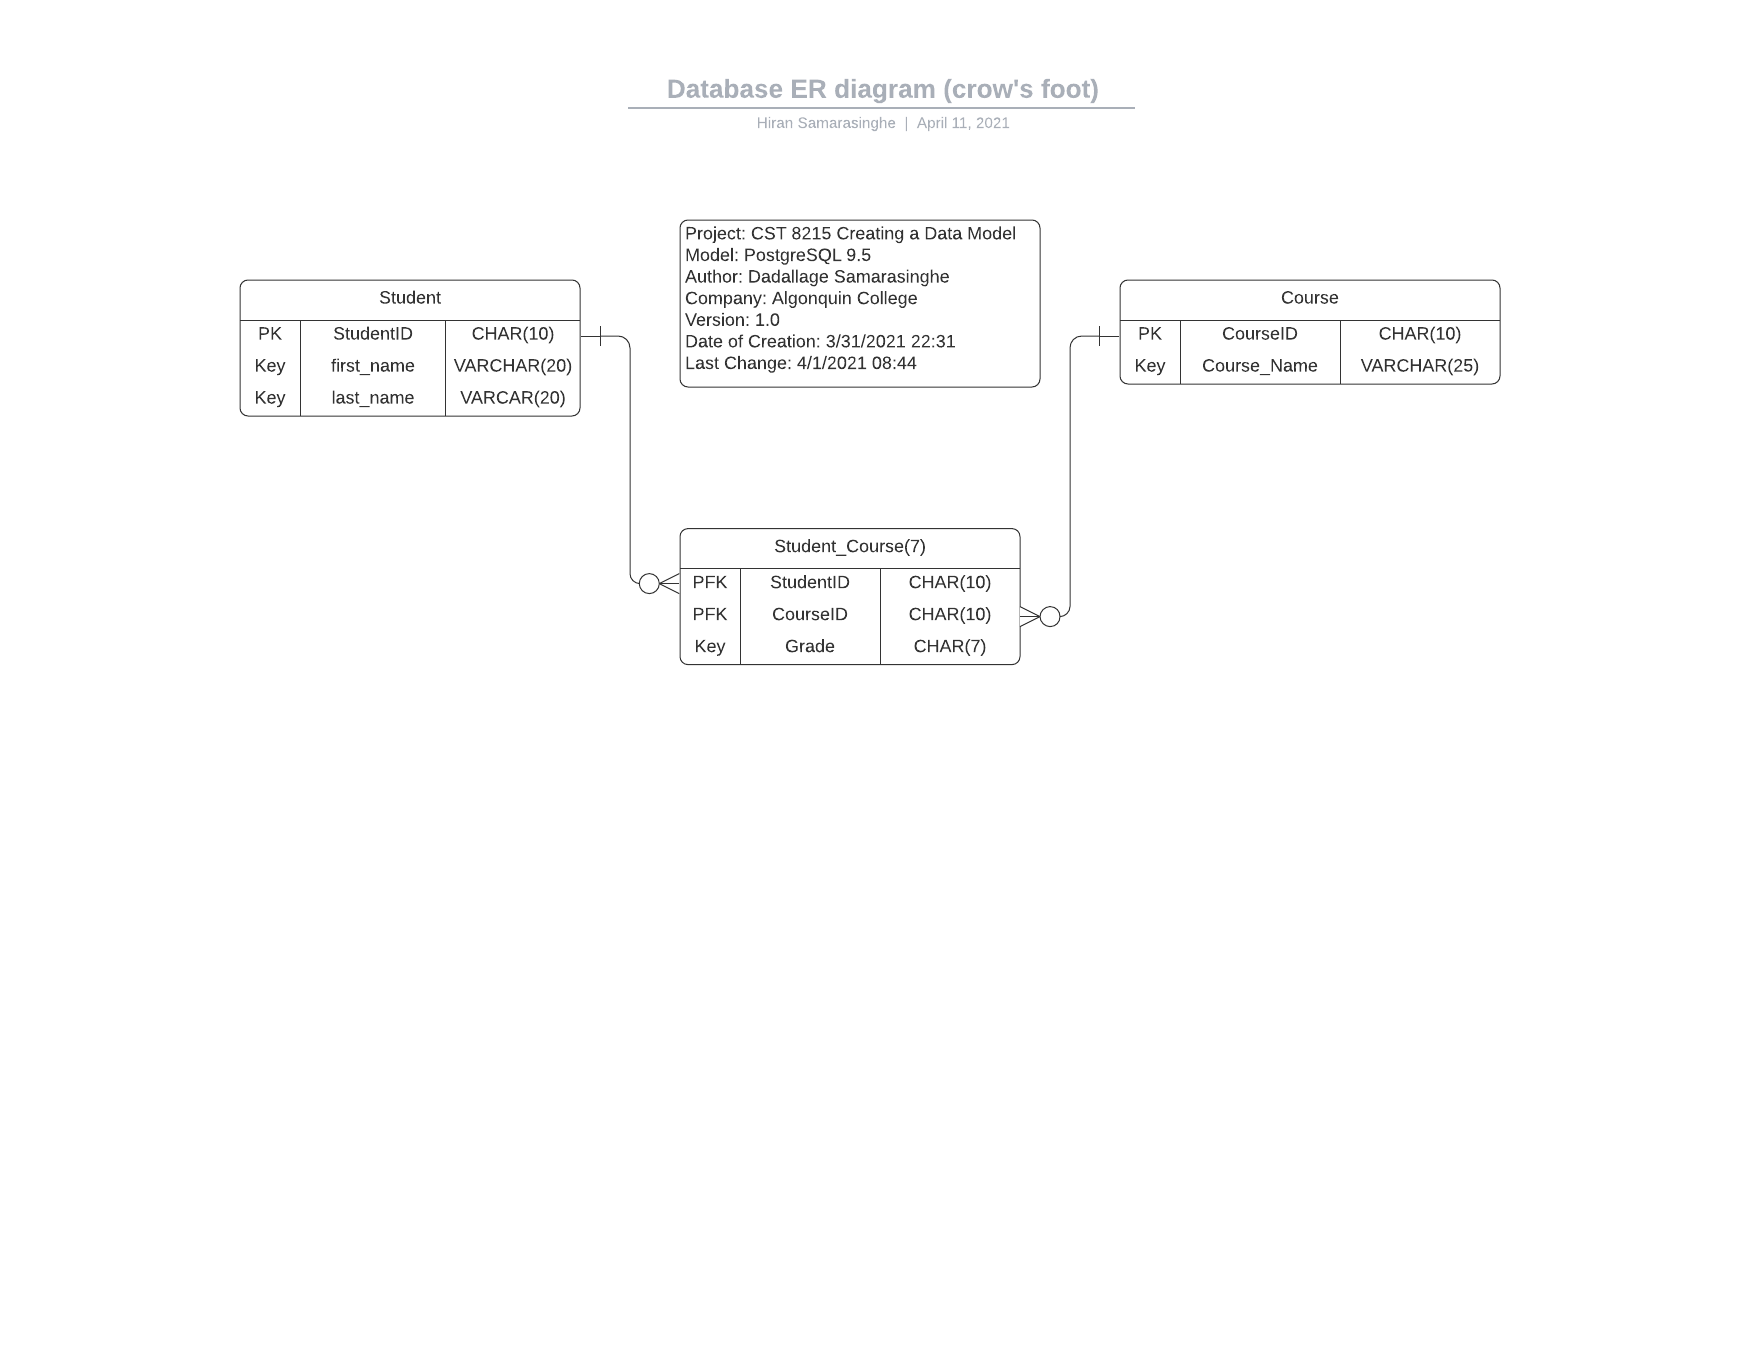 Database ER diagram (crow's foot)
Hiran Samarasinghe | April 11, 2021
Project: CST 8215 Creating a Data Model
Model: PostgreSQL 9.5
Author: Dadallage Samarasinghe
Company: Algonquin College
Version: 1.0
Date of Creation: 3/31/2021 22:31
Last Change: 4/1/2021 08:44
Student
PK StudentID CHAR(10)
Key first_name VARCHAR(20)
Key last_name VARCAR(20)
Course
PK CourseID CHAR(10)
Key Course_Name VARCHAR(25)
Student_Course(7)
PFK StudentID CHAR(10)
PFK CourseID CHAR(10)
Key Grade CHAR(7)